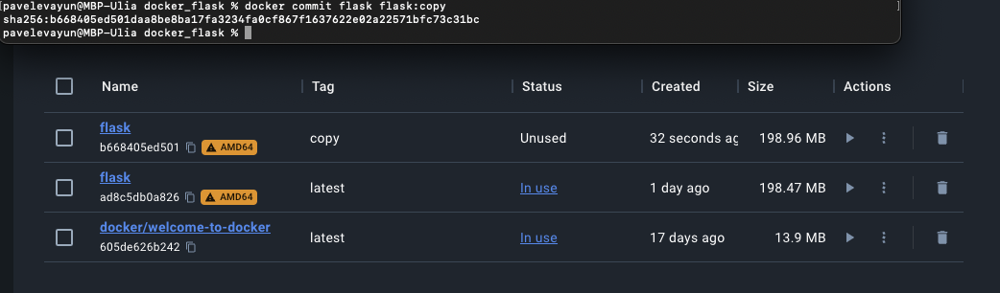 [pavelevayun@MBP-Ulia docker_flask % docker commit flask flask:copy ]
sha256:b668405ed501daa8be8ba17fa3234fa0cf867f1637622e02a22571bfc73c31bc
pavelevayun@MBP-Ulia docker_flask %
Name Tag Status Created Size Actions
flask
b668405ed501 AMD64 copy Unused 32 seconds ag 198.96 MB
flask
ad8c5db0a826 AMD64 latest In use 1 day ago 198.47 MB
docker/welcome-to-docker
605de626b242 latest In use 17 days ago 13.9 MB